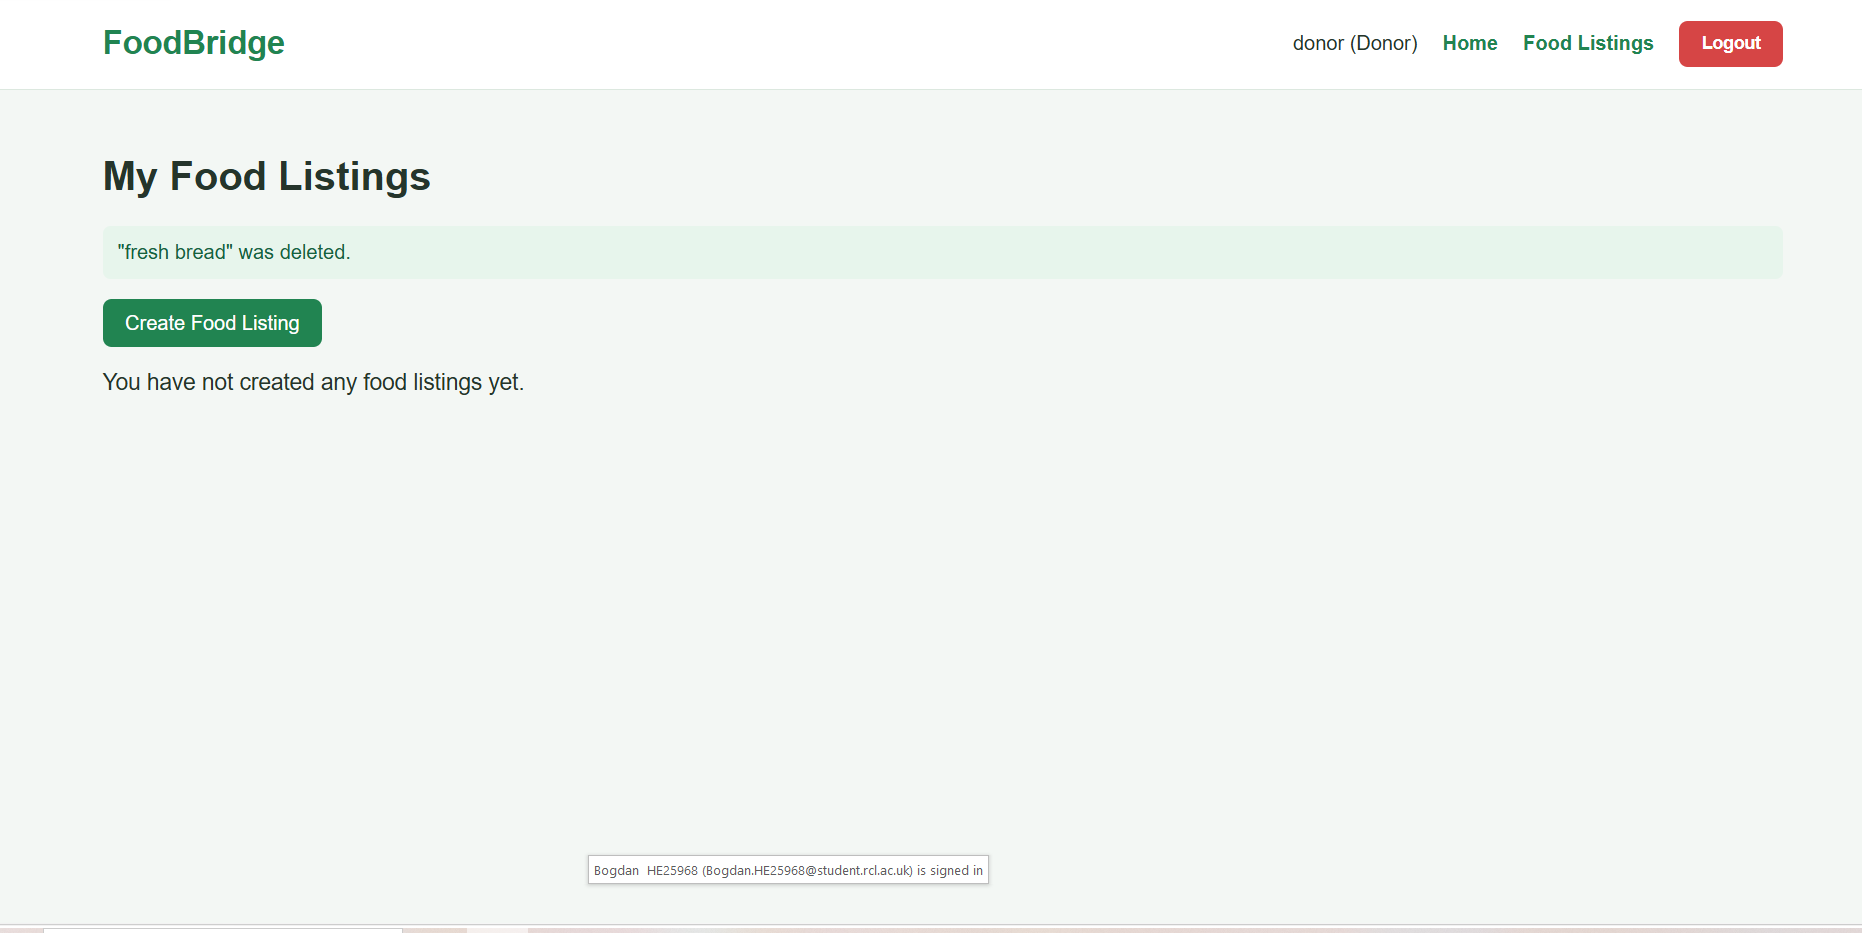 FoodBridge
donor (Donor) Home Food Listings Logout
My Food Listings
"fresh bread" was deleted.
Create Food Listing
You have not created any food listings yet.
Bogdan HE25968 (Bogdan.HE25968@student.rcl.ac.uk) is signed in